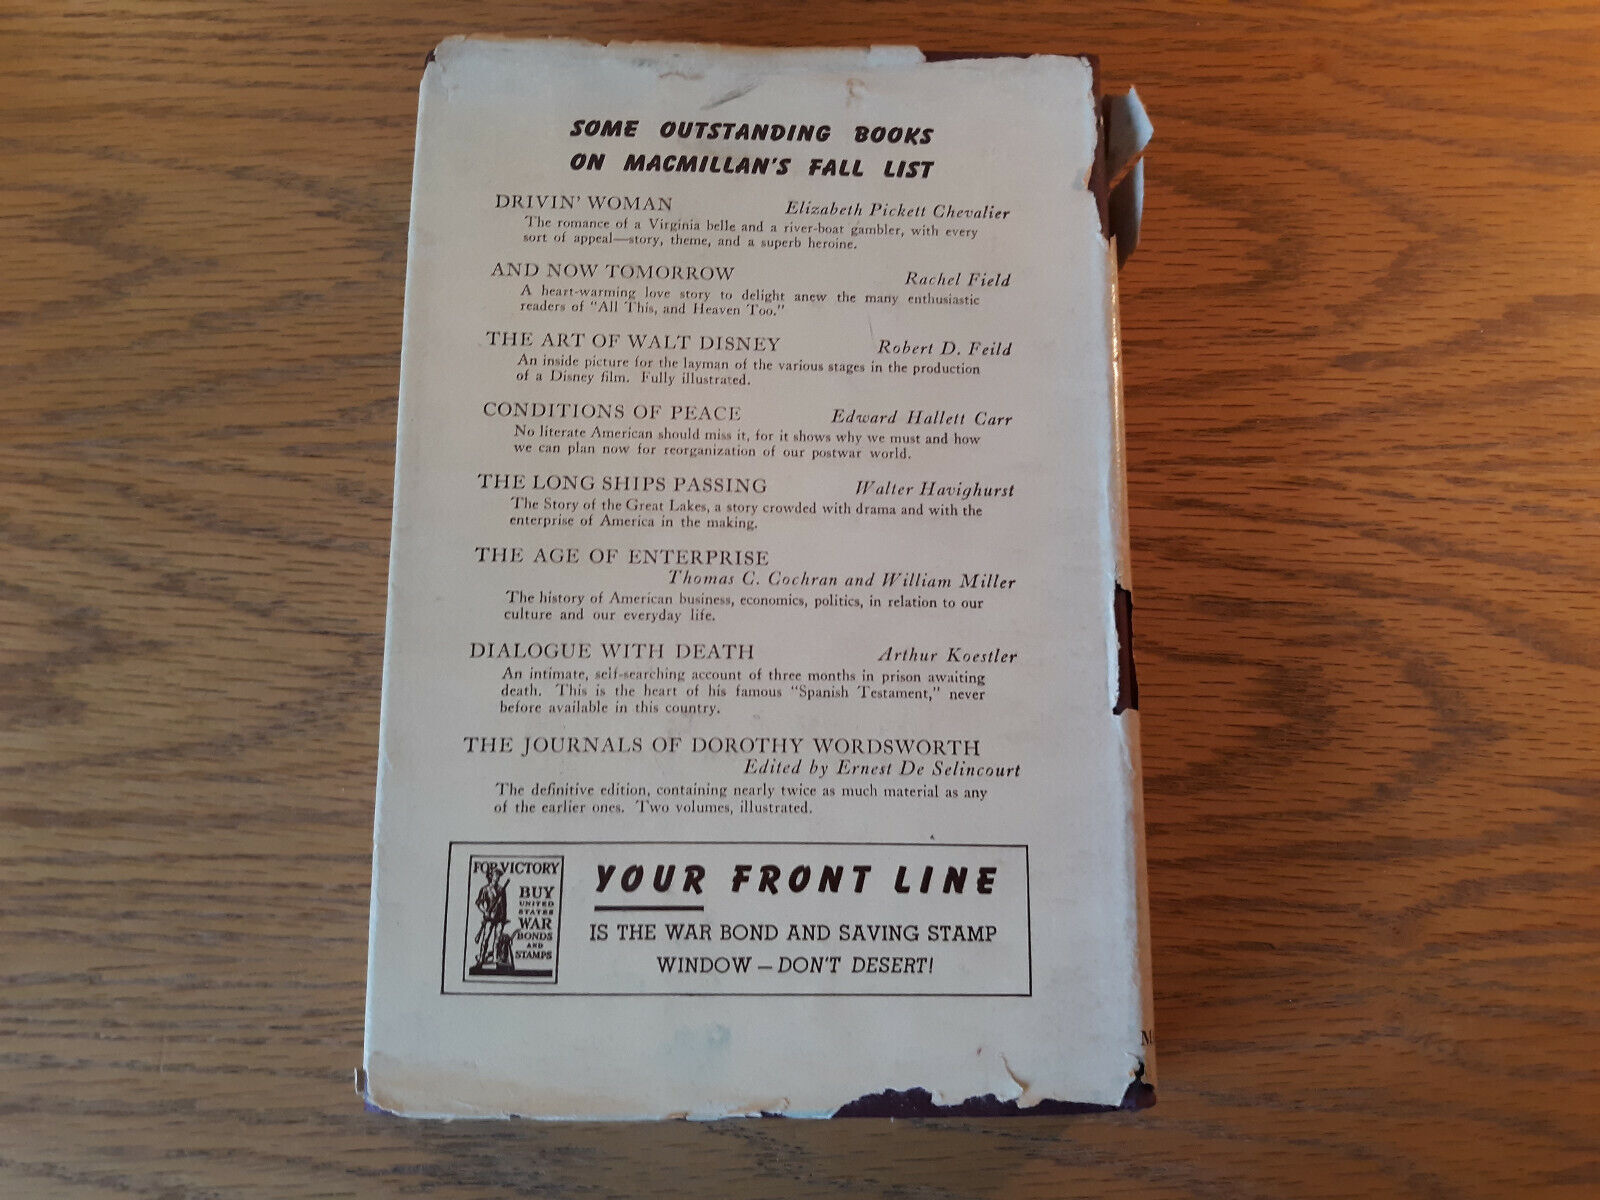 SOME OUTSTANDING BOOKS
ON MACMILLAN'S FALL LIST
DRIVIN' WOMAN Elizabeth Pickett Chevalier
The romance of a Virginia belle and a river-boat gambler, with every
sort of appeal—story, theme, and a superb heroine.
AND NOW TOMORROW Rachel Field
A heart-warming love story to delight anew the many enthusiastic
readers of "All This, and Heaven Too."
THE ART OF WALT DISNEY Robert D. Feild
An inside picture for the layman of the various stages in the production
of a Disney film. Fully illustrated.
CONDITIONS OF PEACE Edward Hallett Carr
No literate American should miss it, for it shows why we must and how
we can plan now for reorganization of our postwar world.
THE LONG SHIPS PASSING Walter Havighurst
The Story of the Great Lakes, a story crowded with drama and with the
enterprise of America in the making.
THE AGE OF ENTERPRISE
Thomas C. Cochran and William Miller
The history of American business, economics, politics, in relation to our
culture and our everyday life.
DIALOGUE WITH DEATH Arthur Koestler
An intimate, self-searching account of three months in prison awaiting
death. This is the heart of his famous "Spanish Testament," never
before available in this country.
THE JOURNALS OF DOROTHY WORDSWORTH
Edited by Ernest De Selincourt
The definitive edition, containing nearly twice as much material as any
of the earlier ones. Two volumes, illustrated.
FOR VICTORY
BUY
UNITED
STATES
WAR
BONDS
AND
STAMPS
YOUR FRONT LINE
IS THE WAR BOND AND SAVING STAMP
WINDOW – DON'T DESERT!
M